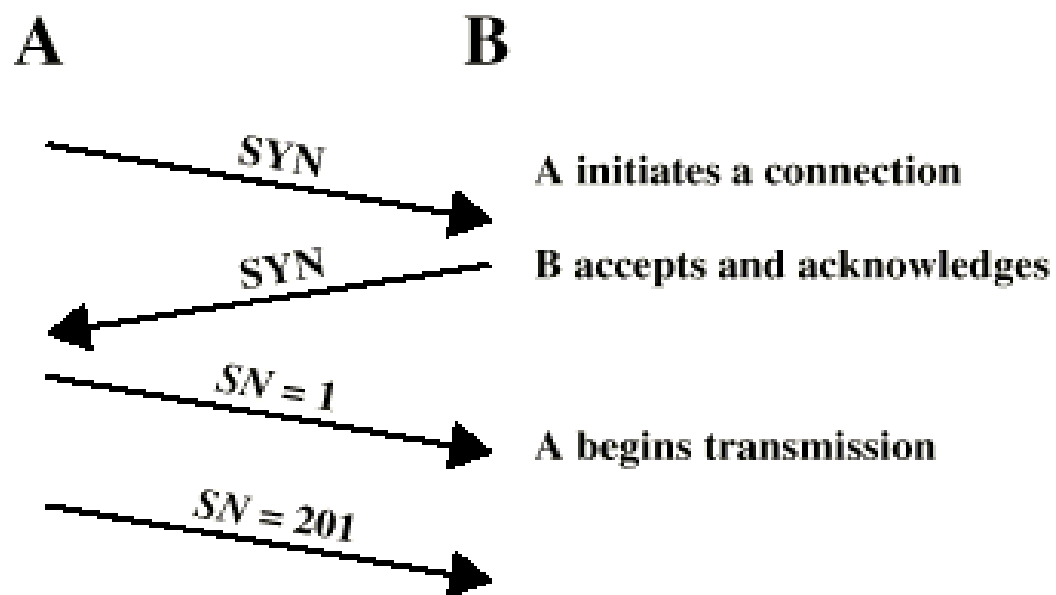 A B
SYN
A initiates a connection
SYN
B accepts and acknowledges
SN = 1
A begins transmission
SN = 201